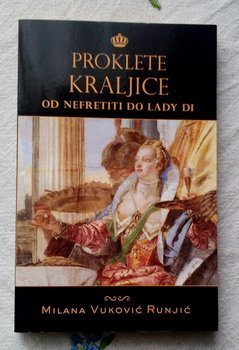 PROKLETE
KRALJICE
OD NEFRETITI DO LADY DI
MILANA VUKOVIĆ RUNJIĆ